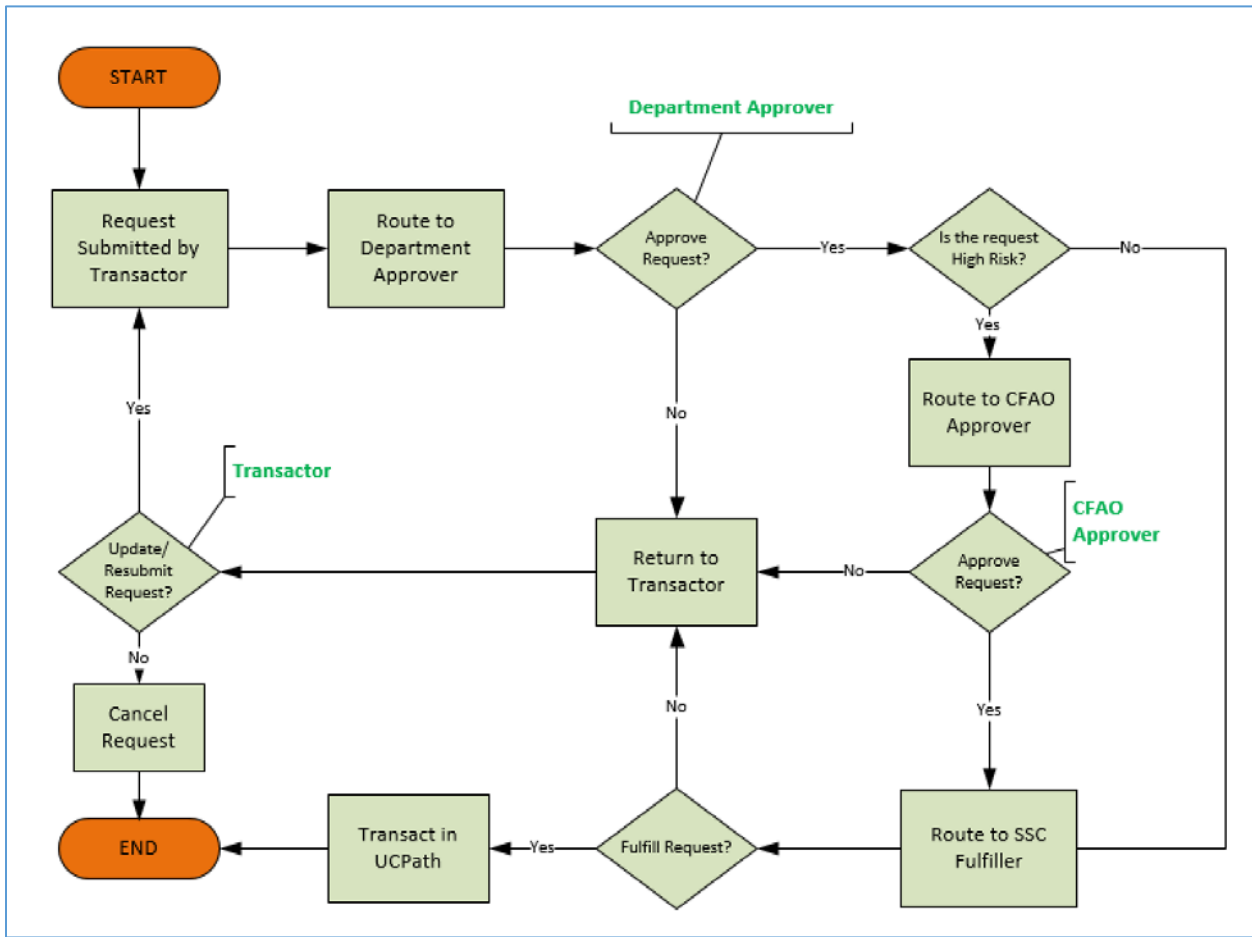 START
Department Approver
Request
Submitted by
Transactor
Route to
Department
Approver
Approve
Request?
Yes
Is the request
High Risk?
No
Yes
Route to CFAO
Approver
No
Yes
Transactor
CFAO
Approver
Update/
Resubmit
Request?
Return to
Transactor
No
Approve
Request?
No
Cancel
Request
No
Yes
END
Transact in
UCPath
Yes
Fulfill Request?
Route to SSC
Fulfiller